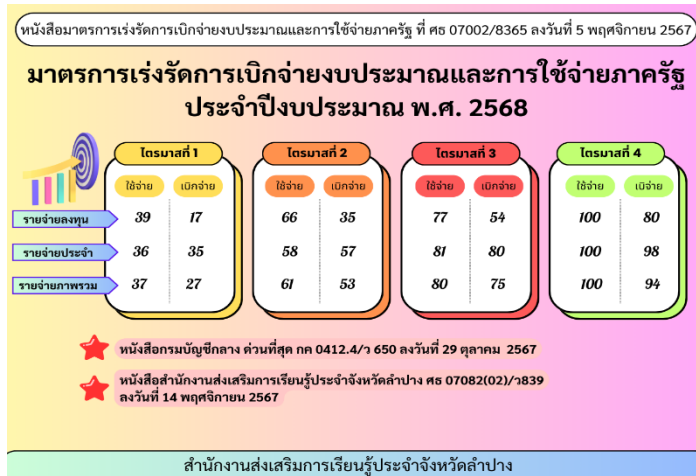 หนังสือมาตรการเร่งรัดการเบิกจ่ายงบประมาณและการใช้จ่ายภาครัฐ ที่ ศธ 07002/8365 ลงวันที่ 5 พฤศจิกายน 2567
มาตรการเร่งรัดการเบิกจ่ายงบประมาณและการใช้จ่ายภาครัฐ
ประจำปีงบประมาณ พ.ศ. 2568
ไตรมาสที่ 1 ไตรมาสที่ 2 ไตรมาสที่ 3 ไตรมาสที่ 4
ใช้จ่าย เบิกจ่าย ใช้จ่าย เบิกจ่าย ใช้จ่าย เบิกจ่าย ใช้จ่าย เบิจ่าย
รายจ่ายลงทุน 39 17 66 35 77 54 100 80
รายจ่ายประจำ 36 35 58 57 81 80 100 98
รายจ่ายภาพรวม 37 27 61 53 80 75 100 94
หนังสือกรมบัญชีกลาง ด่วนที่สุด กค 0412.4/ว 650 ลงวันที่ 29 ตุลาคม 2567
หนังสือสำนักงานส่งเสริมการเรียนรู้ประจำจังหวัดลำปาง ศธ 07082(02)/ว839
ลงวันที่ 14 พฤศจิกายน 2567
สำนักงานส่งเสริมการเรียนรู้ประจำจังหวัดลำปาง